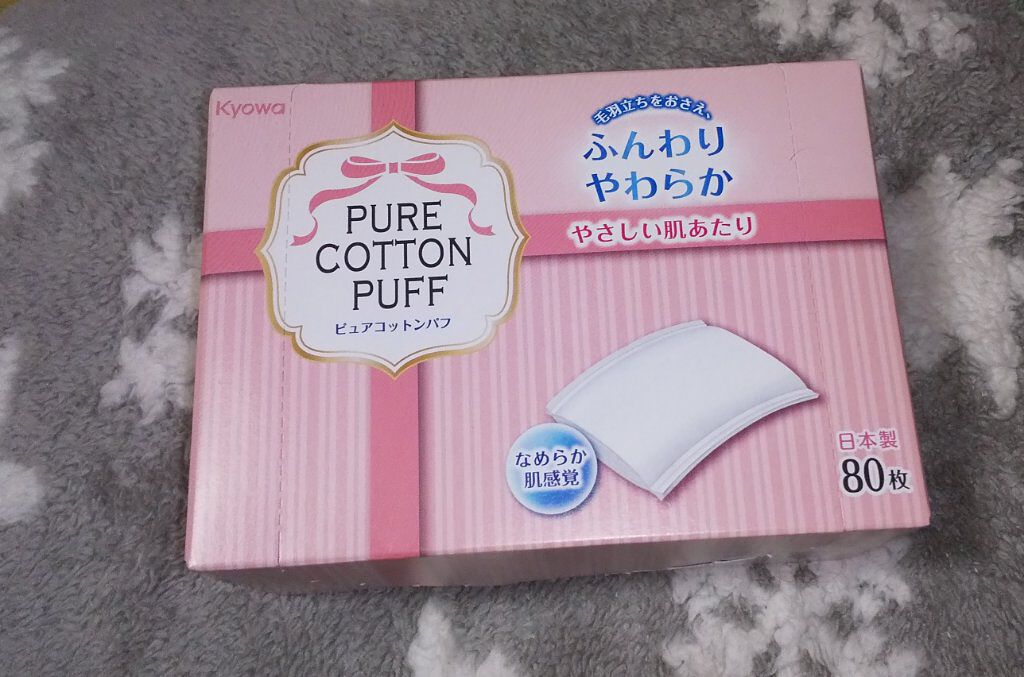 Kyowa
PURE
COTTON
PUFF
ピュアコットンパフ
毛羽立ちをおさえ、
ふんわり
やわらか
やさしい肌あたり
なめらか
肌感覚
日本製
80枚